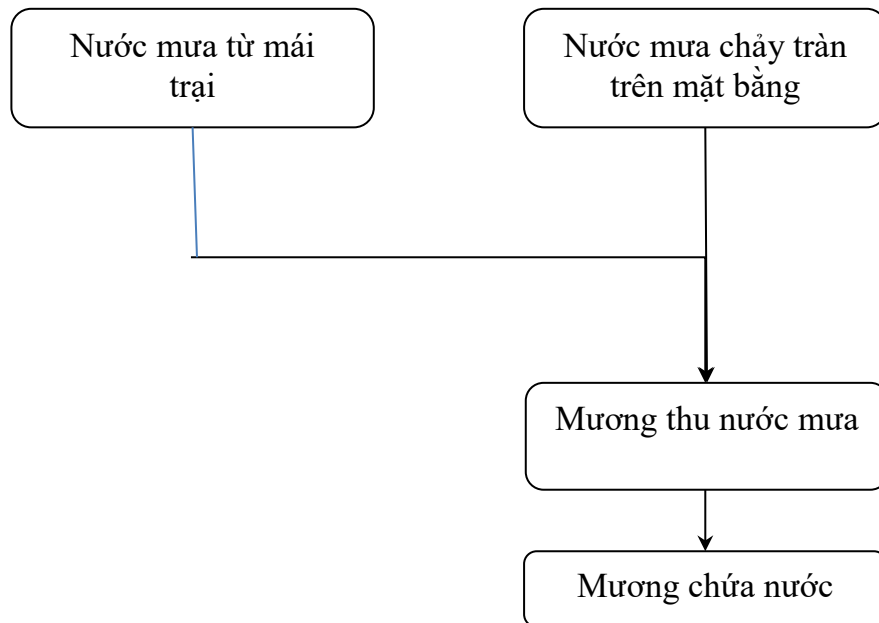 Nước mưa từ mái
trại
Nước mưa chảy tràn
trên mặt bằng
Mương thu nước mưa
Mương chứa nước